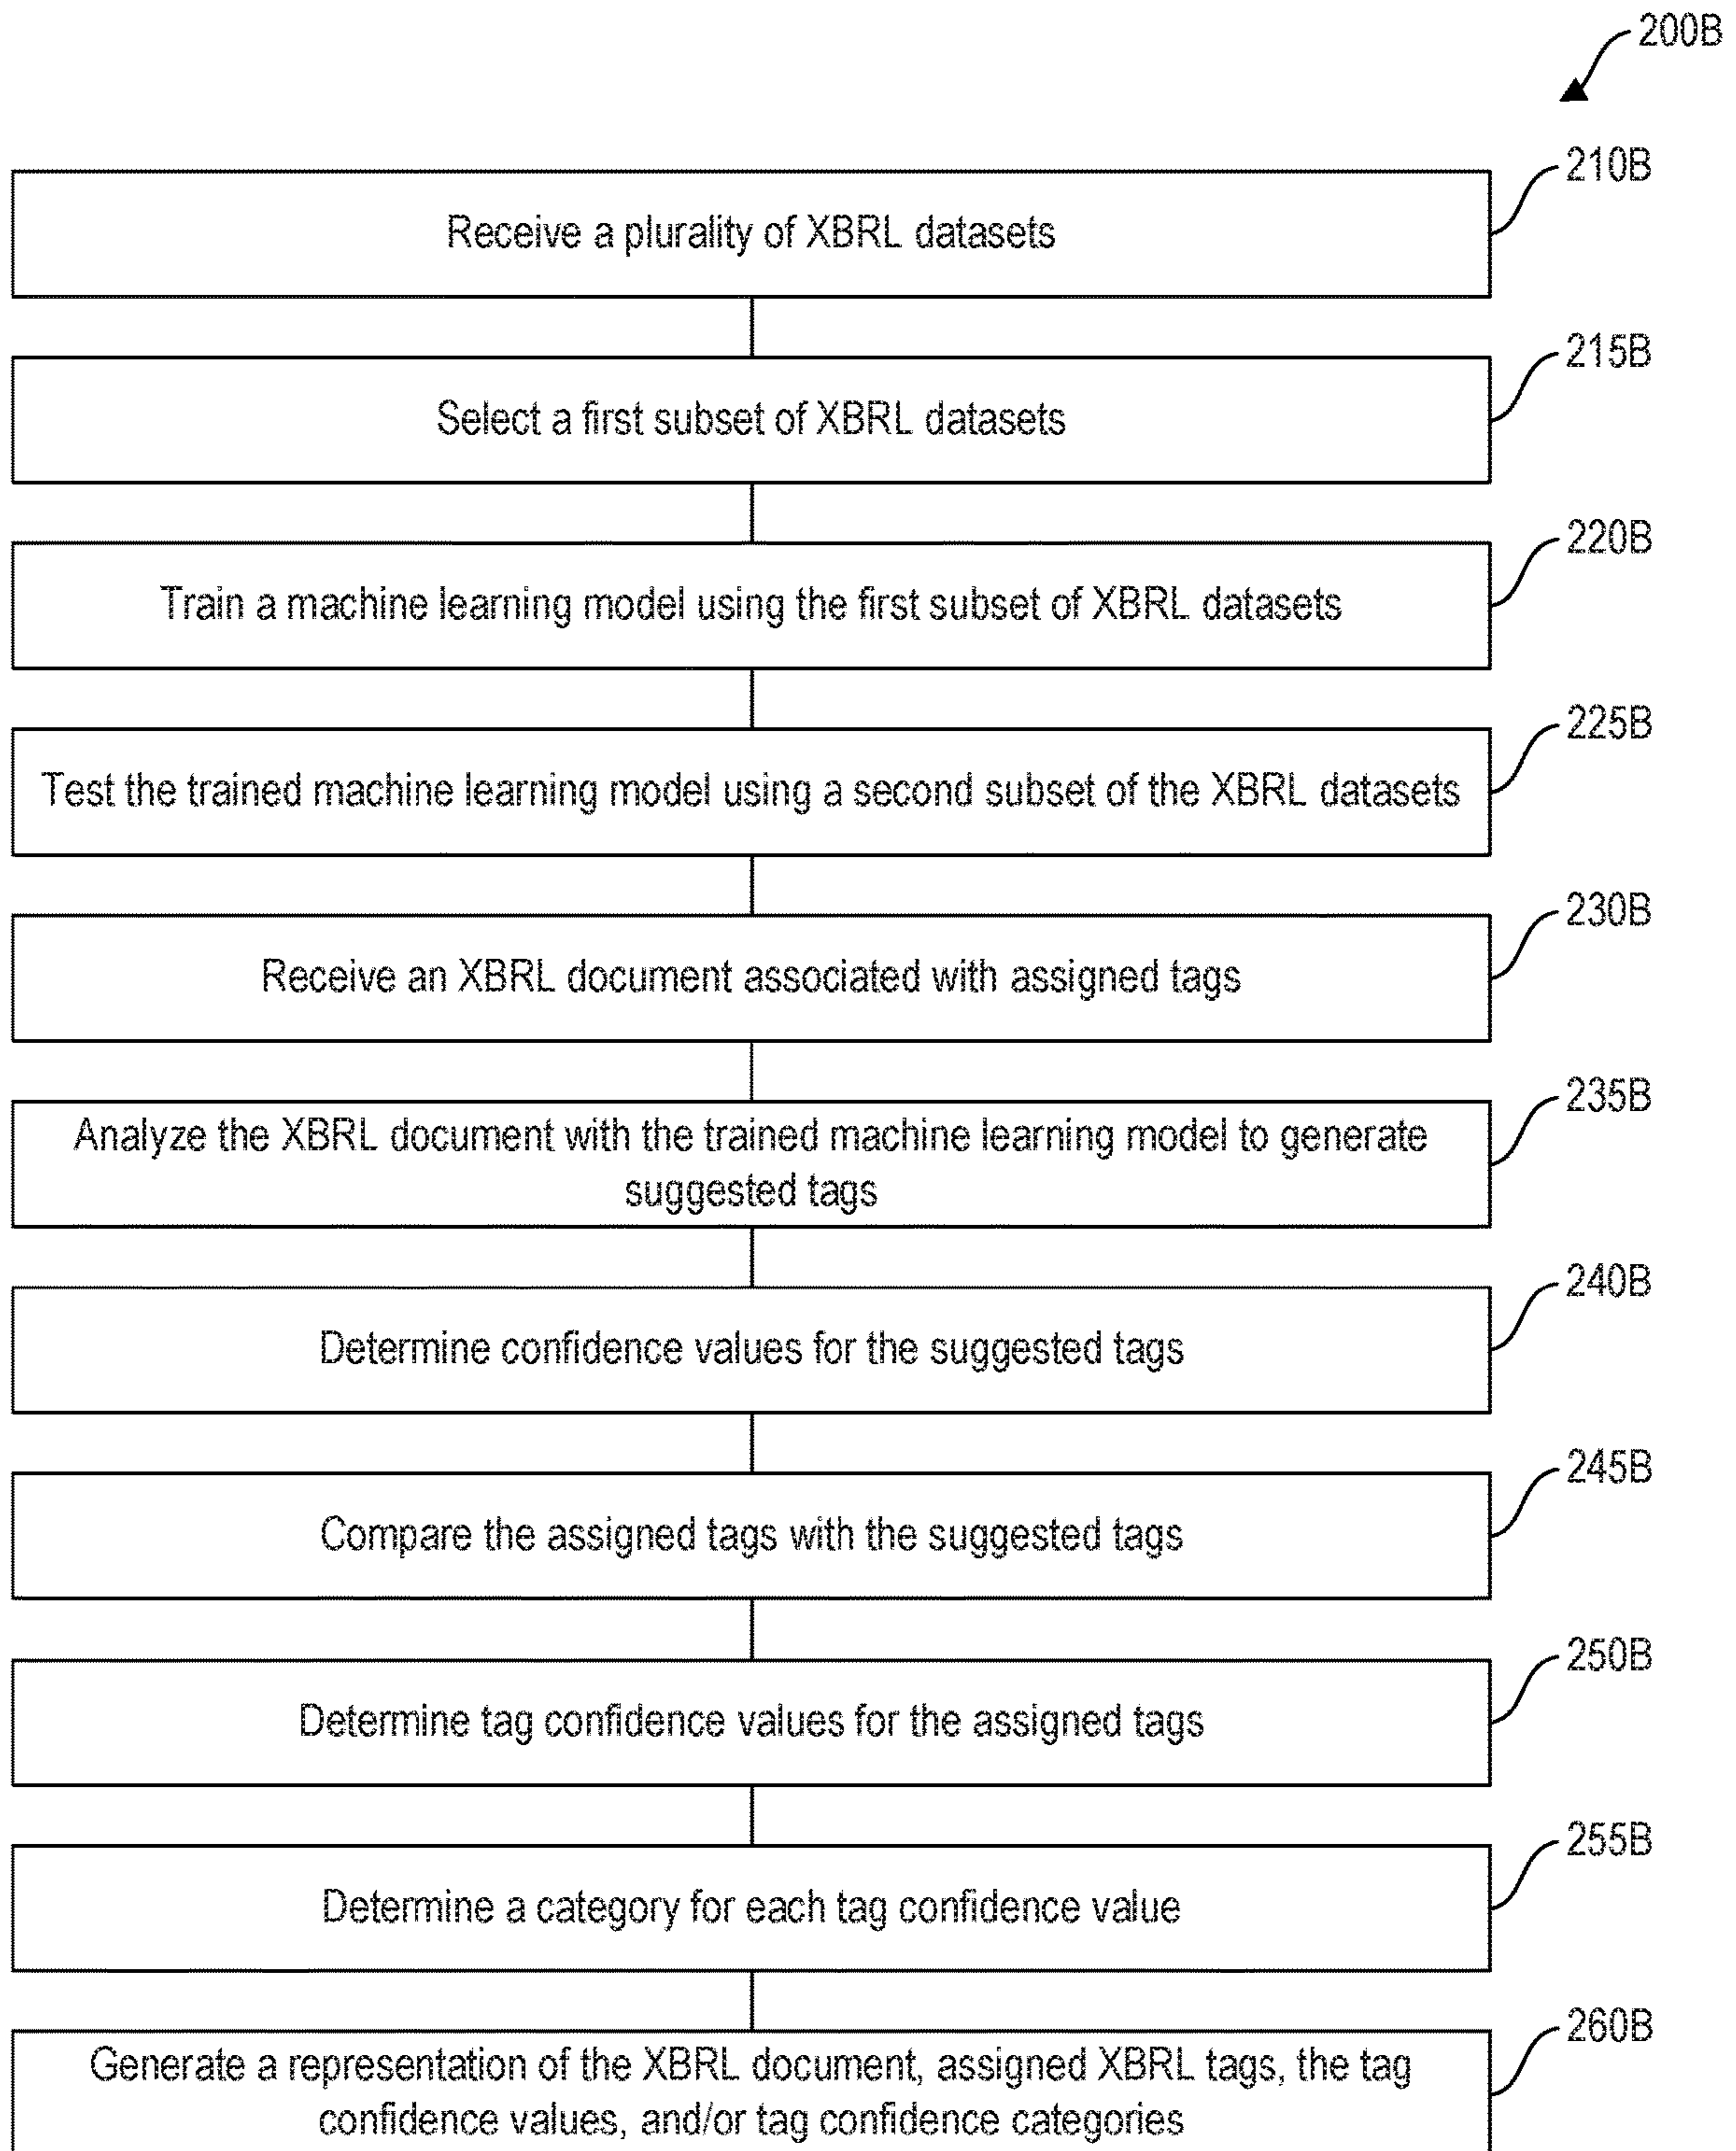 200B
210B
Receive a plurality of XBRL datasets
215B
Select a first subset of XBRL datasets
220B
Train a machine learning model using the first subset of XBRL datasets
225B
Test the trained machine learning model using a second subset of the XBRL datasets
230B
Receive an XBRL document associated with assigned tags
235B
Analyze the XBRL document with the trained machine learning model to generate
suggested tags
240B
Determine confidence values for the suggested tags
245B
Compare the assigned tags with the suggested tags
250B
Determine tag confidence values for the assigned tags
255B
Determine a category for each tag confidence value
260B
Generate a representation of the XBRL document, assigned XBRL tags, the tag
confidence values, and/or tag confidence categories